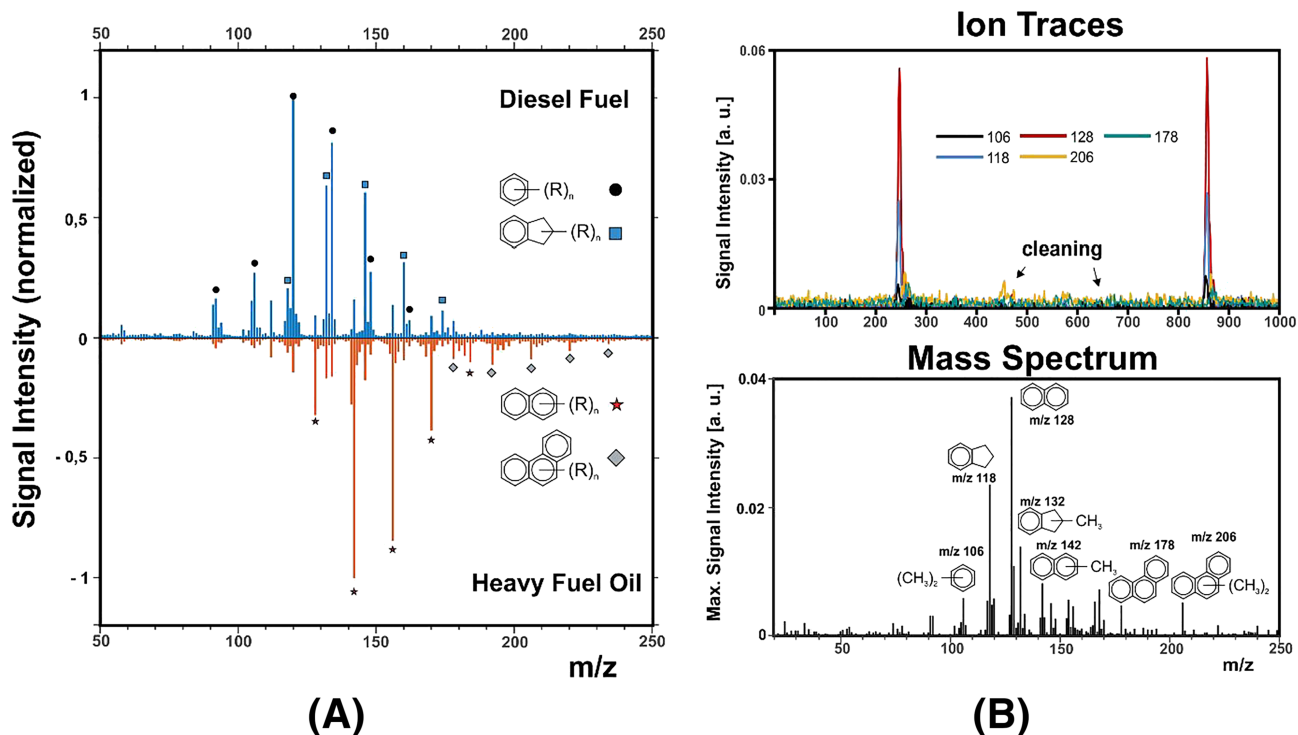 50 100 150 200 250
Signal Intensity (normalized)
1
0,5
0
- 0,5
- 1
Diesel Fuel
(R)n
(R)n
(R)n
(R)n
Heavy Fuel Oil
50 100 150 200 250
m/z
(A)
Ion Traces
Signal Intensity [a. u.]
0.06
0.03
0
106 128 178
118 206
cleaning
100 200 300 400 500 600 700 800 900 1000
Mass Spectrum
Max. Signal Intensity [a. u.]
0.04
0.02
0
m/z 128
m/z 118
m/z 132
CH3
m/z 106
(CH3)2
m/z 142
CH3
m/z 178
m/z 206
(CH3)2
50 100 150 200 250
m/z
(B)